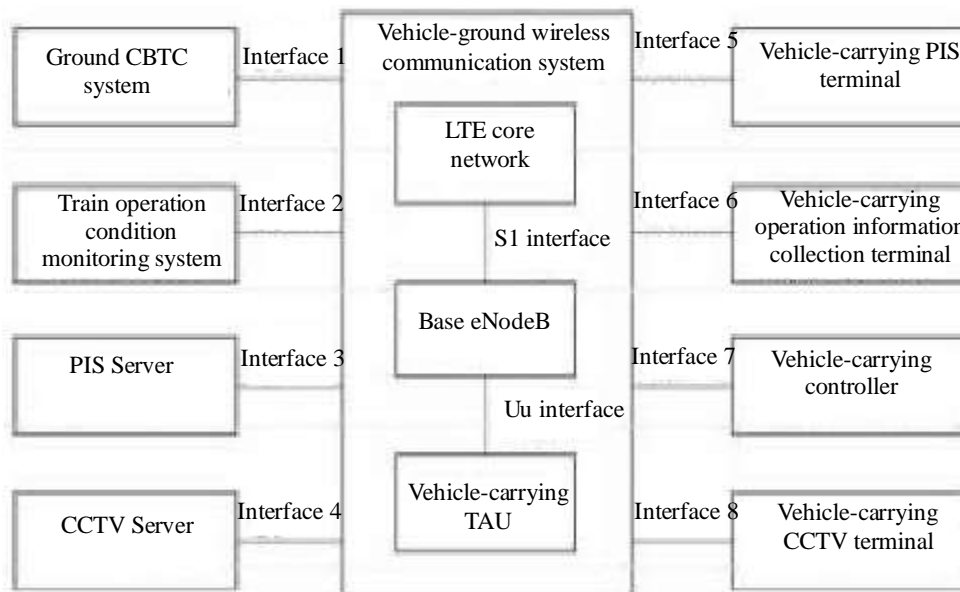 Ground CBTC
system
Interface 1
Train operation
condition
monitoring system
Interface 2
PIS Server
Interface 3
CCTV Server
Interface 4
Vehicle-ground wireless
communication system
LTE core
network
S1 interface
Base eNodeB
Uu interface
Vehicle-carrying
TAU
Interface 5
Vehicle-carrying PIS
terminal
Interface 6
Vehicle-carrying
operation information
collection terminal
Interface 7
Vehicle-carrying
controller
Interface 8
Vehicle-carrying
CCTV terminal